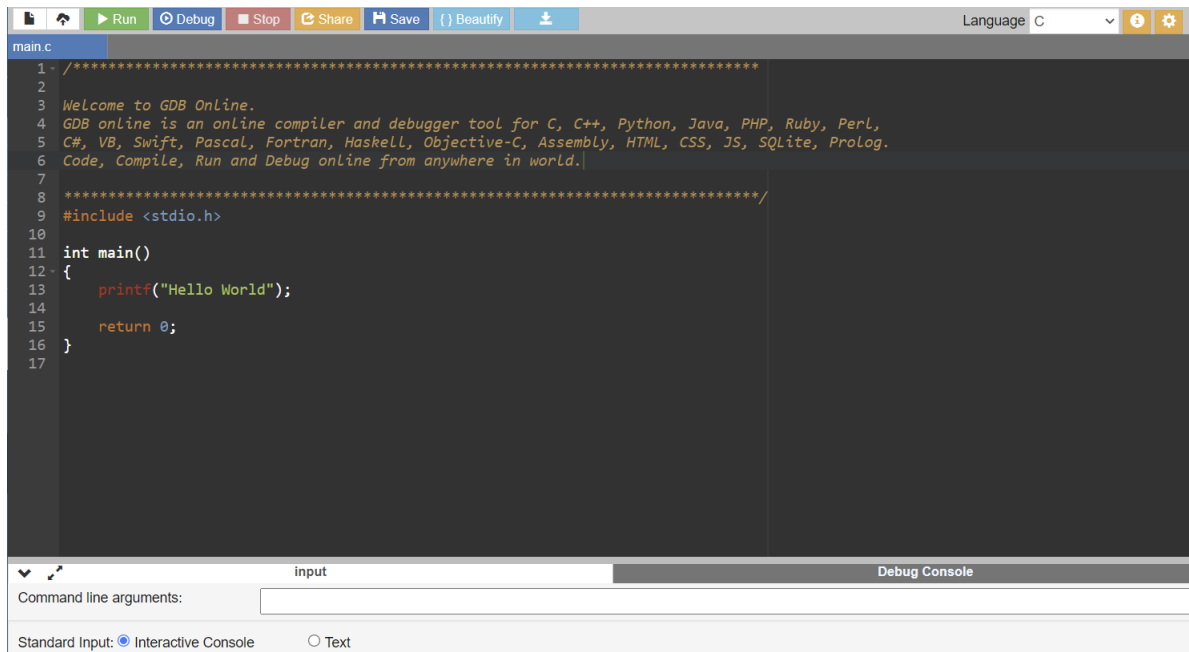 Run Debug Stop Share Save { } Beautify Language C
main.c
1 /******************************************************************************
2
3 Welcome to GDB Online.
4 GDB online is an online compiler and debugger tool for C, C++, Python, Java, PHP, Ruby, Perl,
5 C#, VB, Swift, Pascal, Fortran, Haskell, Objective-C, Assembly, HTML, CSS, JS, SQLite, Prolog.
6 Code, Compile, Run and Debug online from anywhere in world.
7
8 *******************************************************************************/
9 #include <stdio.h>
10
11 int main()
12 {
13     printf("Hello World");
14
15     return 0;
16 }
17
input Debug Console
Command line arguments:
Standard Input: Interactive Console Text